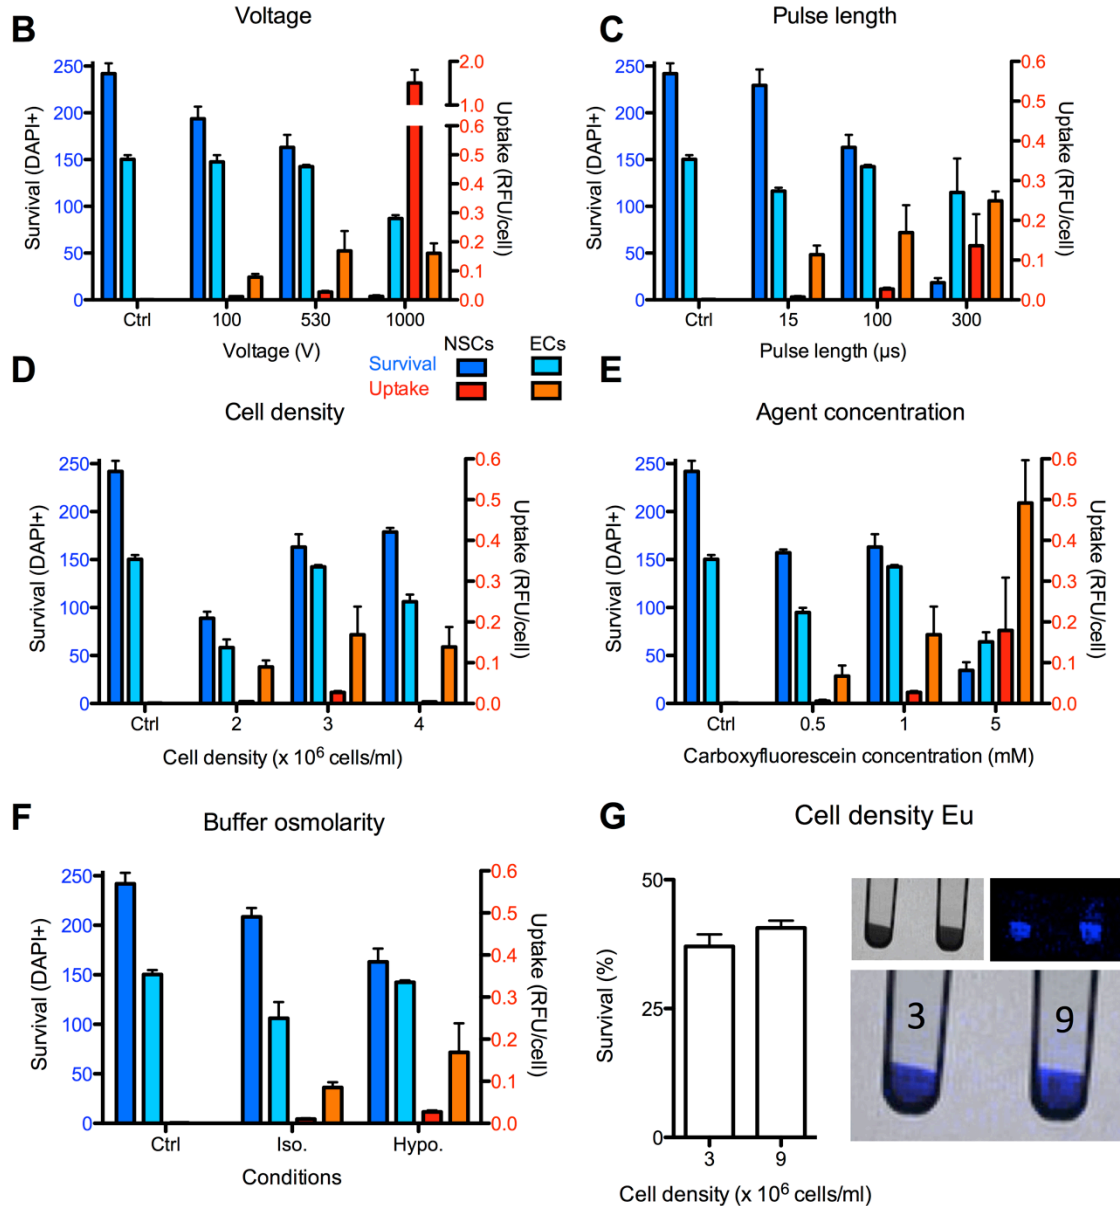 B
Voltage
250
200
150
100
50
0
Survival (DAPI+)
2.0
1.0
0.6
0.5
0.4
0.3
0.2
0.1
0.0
Uptake (RFU/cell)
Ctrl 100 530 1000
Voltage (V)
C
Pulse length
250
200
150
100
50
0
Survival (DAPI+)
0.6
0.5
0.4
0.3
0.2
0.1
0.0
Uptake (RFU/cell)
Ctrl 15 100 300
Pulse length (µs)
NSCs ECs
Survival
Uptake
D
Cell density
250
200
150
100
50
0
Survival (DAPI+)
0.6
0.5
0.4
0.3
0.2
0.1
0.0
Uptake (RFU/cell)
Ctrl 2 3 4
Cell density (x 10⁶ cells/ml)
E
Agent concentration
250
200
150
100
50
0
Survival (DAPI+)
0.6
0.5
0.4
0.3
0.2
0.1
0.0
Uptake (RFU/cell)
Ctrl 0.5 1 5
Carboxyfluorescein concentration (mM)
F
Buffer osmolarity
250
200
150
100
50
0
Survival (DAPI+)
0.6
0.5
0.4
0.3
0.2
0.1
0.0
Uptake (RFU/cell)
Ctrl Iso. Hypo.
Conditions
G
Cell density Eu
50
25
0
Survival (%)
3 9
Cell density (x 10⁶ cells/ml)
3 9